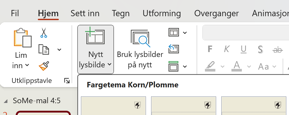 Fil Hjem Sett inn Tegn Utforming Overganger Animasjon
Lim
inn
Nytt
lysbilde
Bruk lysbilder
på nytt
F K U S ab
Utklippstavle
Fargetema Korn/Plomme
SoMe-mal 4:5